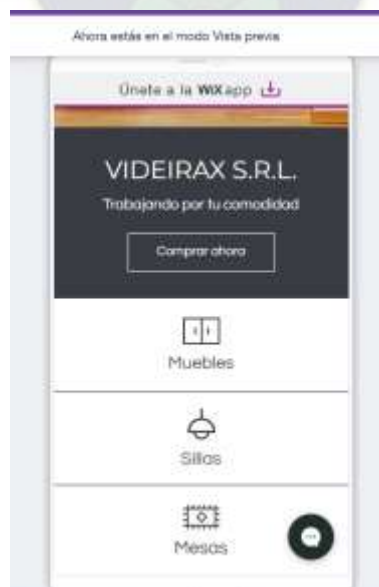 Ahora estás en el modo Vista previa
Únete a la WIX app
VIDEIRAX S.R.L.
Trabajando por tu comodidad
Comprar ahora
Muebles
Sillas
Mesas